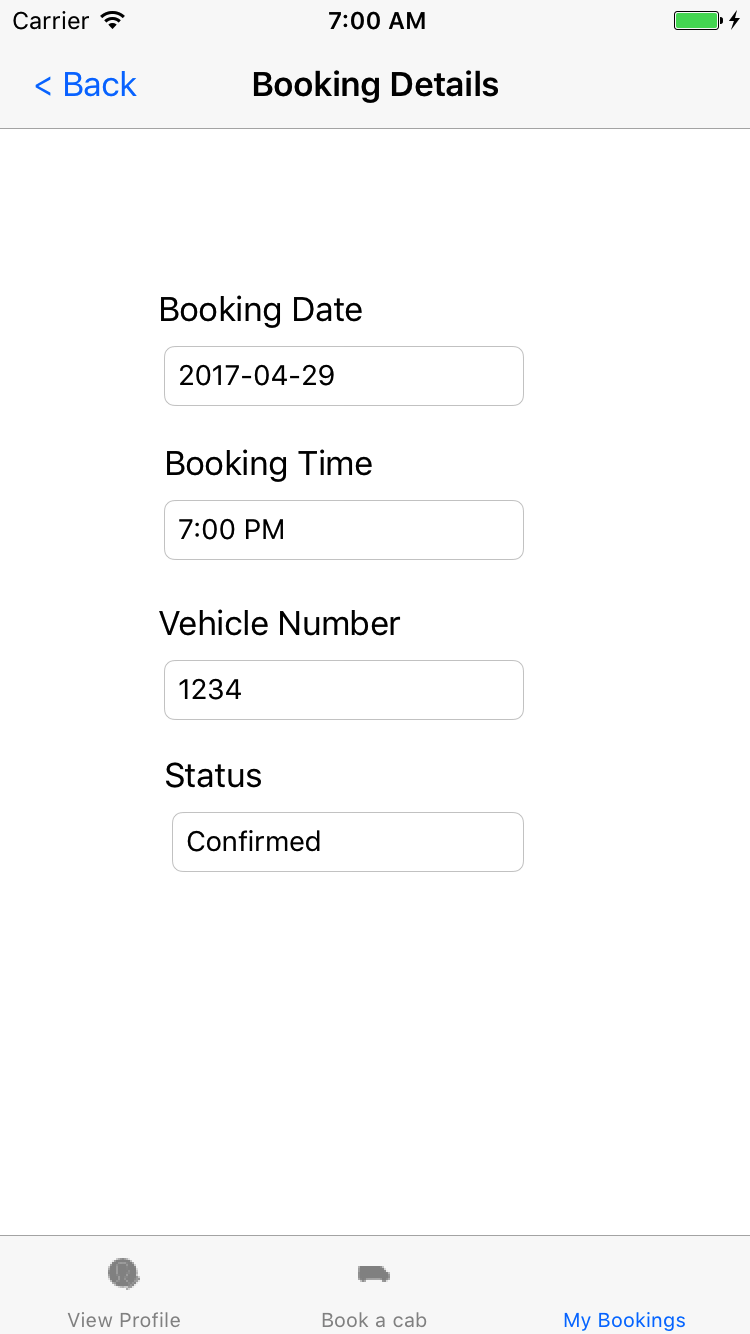 Carrier 7:00 AM
< Back Booking Details
Booking Date
2017-04-29
Booking Time
7:00 PM
Vehicle Number
1234
Status
Confirmed
View Profile Book a cab My Bookings